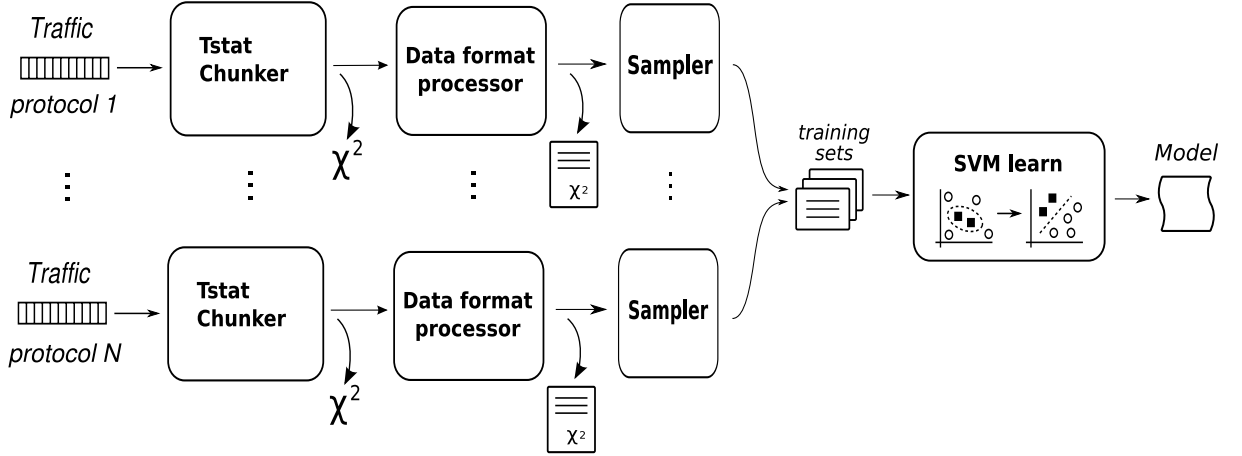 Traffic
protocol 1
Tstat
Chunker
χ²
Data format
processor
χ²
Sampler
training
sets
SVM learn
Model
Traffic
protocol N
Tstat
Chunker
χ²
Data format
processor
χ²
Sampler